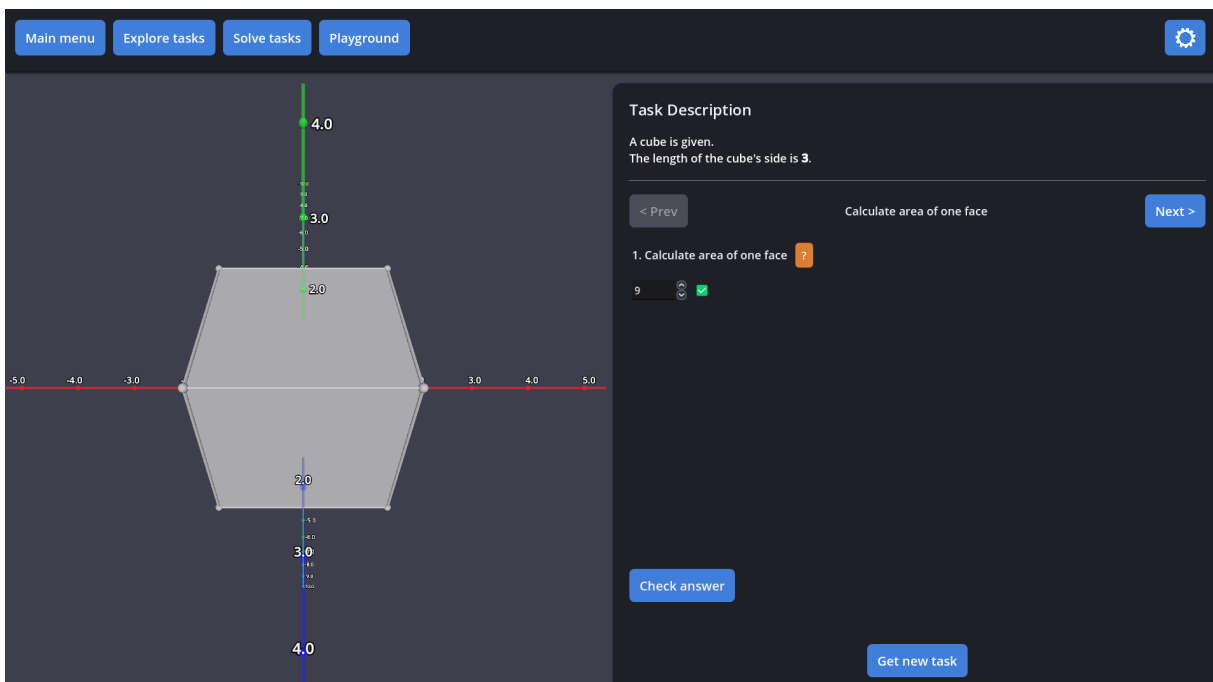 Main menu
Explore tasks
Solve tasks
Playground
4.0
3.0
2.0
-5.0 -4.0 -3.0 3.0 4.0 5.0
2.0
3.0
4.0
Task Description
A cube is given.
The length of the cube's side is 3.
< Prev
Calculate area of one face
Next >
1. Calculate area of one face ?
9
Check answer
Get new task